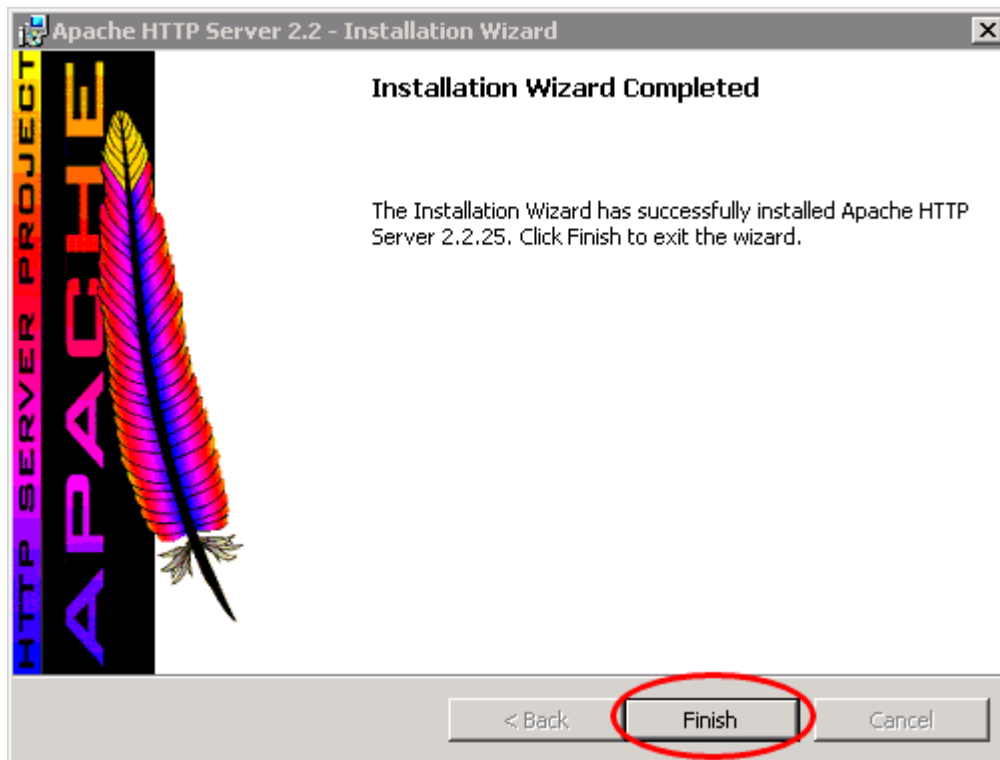 Apache HTTP Server 2.2 - Installation Wizard
HTTP SERVER PROJECT
APACHE
Installation Wizard Completed
The Installation Wizard has successfully installed Apache HTTP
Server 2.2.25. Click Finish to exit the wizard.
< Back
Finish
Cancel